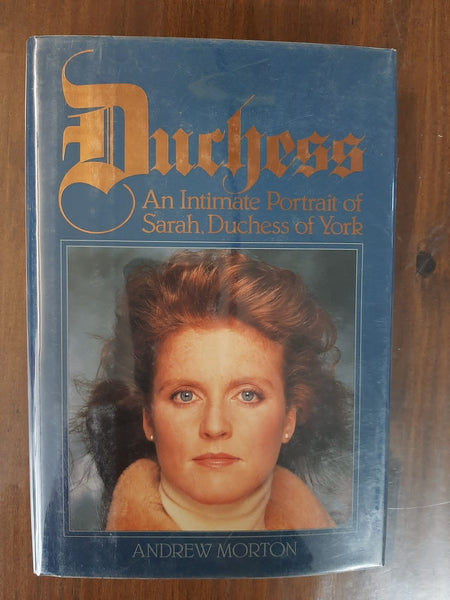 Duchess
An Intimate Portrait of
Sarah, Duchess of York
ANDREW MORTON